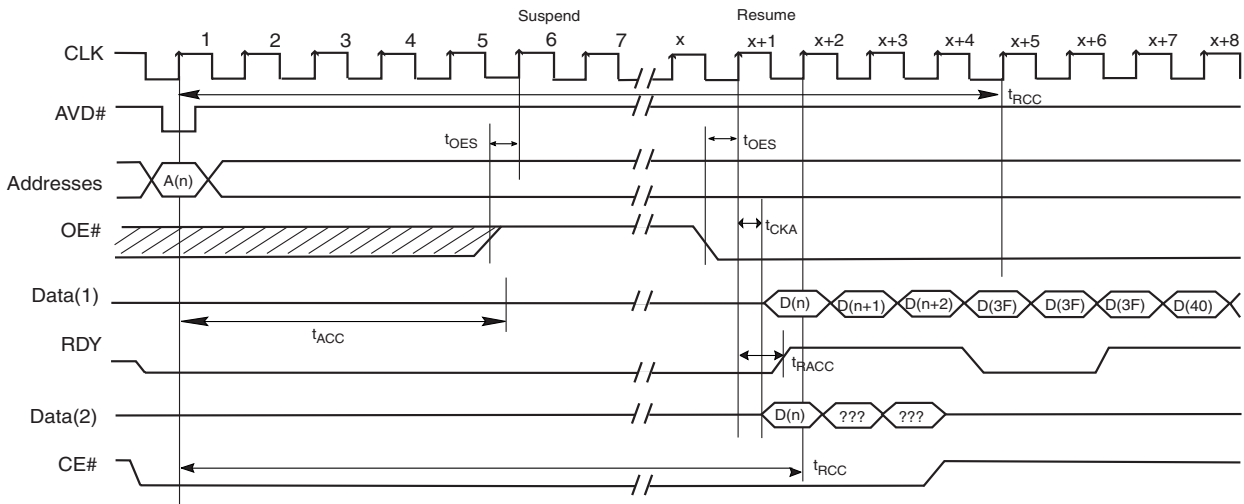 Suspend Resume
CLK 1 2 3 4 5 6 7 x x+1 x+2 x+3 x+4 x+5 x+6 x+7 x+8
tRCC
AVD#
tOES tOES
Addresses A(n)
OE# tCKA
Data(1) D(n) D(n+1) D(n+2) D(3F) D(3F) D(3F) D(40)
tACC
RDY tRACC
Data(2) D(n) ??? ???
CE# tRCC